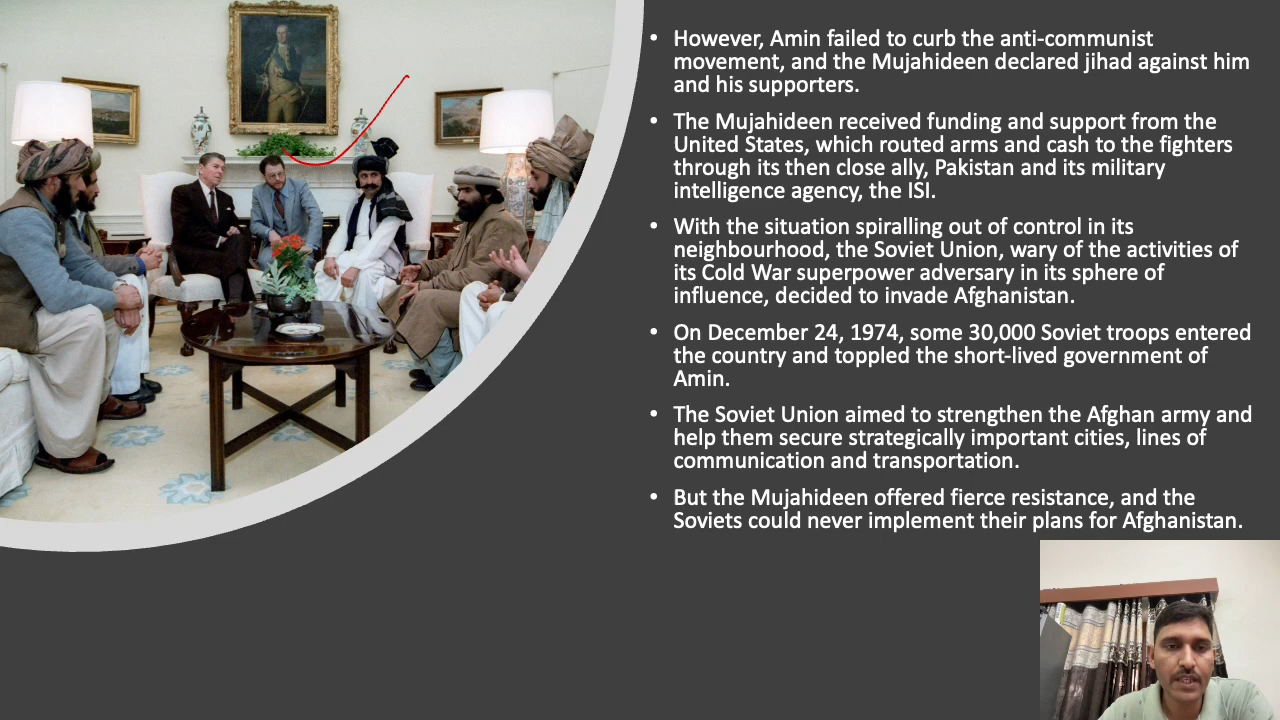 • However, Amin failed to curb the anti-communist
movement, and the Mujahideen declared jihad against him
and his supporters.
• The Mujahideen received funding and support from the
United States, which routed arms and cash to the fighters
through its then close ally, Pakistan and its military
intelligence agency, the ISI.
• With the situation spiralling out of control in its
neighbourhood, the Soviet Union, wary of the activities of
its Cold War superpower adversary in its sphere of
influence, decided to invade Afghanistan.
• On December 24, 1974, some 30,000 Soviet troops entered
the country and toppled the short-lived government of
Amin.
• The Soviet Union aimed to strengthen the Afghan army and
help them secure strategically important cities, lines of
communication and transportation.
• But the Mujahideen offered fierce resistance, and the
Soviets could never implement their plans for Afghanistan.